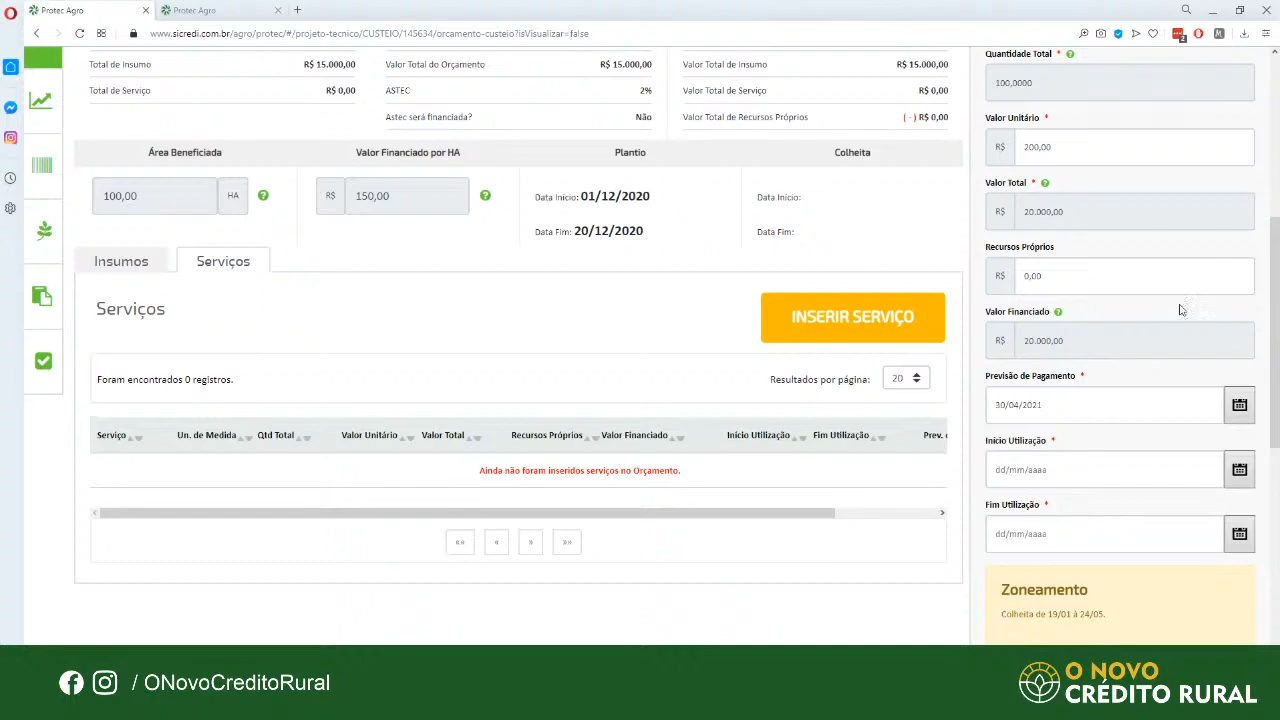 Protec Agro
Protec Agro
www.sicredi.com.br/agro/protec/#/projeto-tecnico/CUSTEIO/145634/orcamento-custeio?isVisualizar=false
Total de Insumo R$ 15.000,00
Valor Total do Orçamento R$ 15.000,00
Valor Total de Insumo R$ 15.000,00
Total de Serviço R$ 0,00
ASTEC 2%
Valor Total de Serviço R$ 0,00
Astec será financiada? Não
Valor Total de Recursos Próprios ( - ) R$ 0,00
Área Beneficiada Valor Financiado por HA Plantio Colheita
100,00 HA ?
R$ 150,00 ?
Data Início: 01/12/2020
Data Início:
Data Fim: 20/12/2020
Data Fim:
Insumos Serviços
Serviços
INSERIR SERVIÇO
Foram encontrados 0 registros.
Resultados por página: 20
Serviço Un. de Medida Qtd Total Valor Unitário Valor Total Recursos Próprios Valor Financiado Início Utilização Fim Utilização Prev.
Ainda não foram inseridos serviços no Orçamento.
«« « » »»
Quantidade Total * ?
100,0000
Valor Unitário *
R$ 200,00
Valor Total * ?
R$ 20.000,00
Recursos Próprios
R$ 0,00
Valor Financiado ?
R$ 20.000,00
Previsão de Pagamento *
30/04/2021
Início Utilização *
dd/mm/aaaa
Fim Utilização *
dd/mm/aaaa
Zoneamento
Colheita de 19/01 à 24/05.
/ ONovoCreditoRural
O NOVO
CRÉDITO RURAL